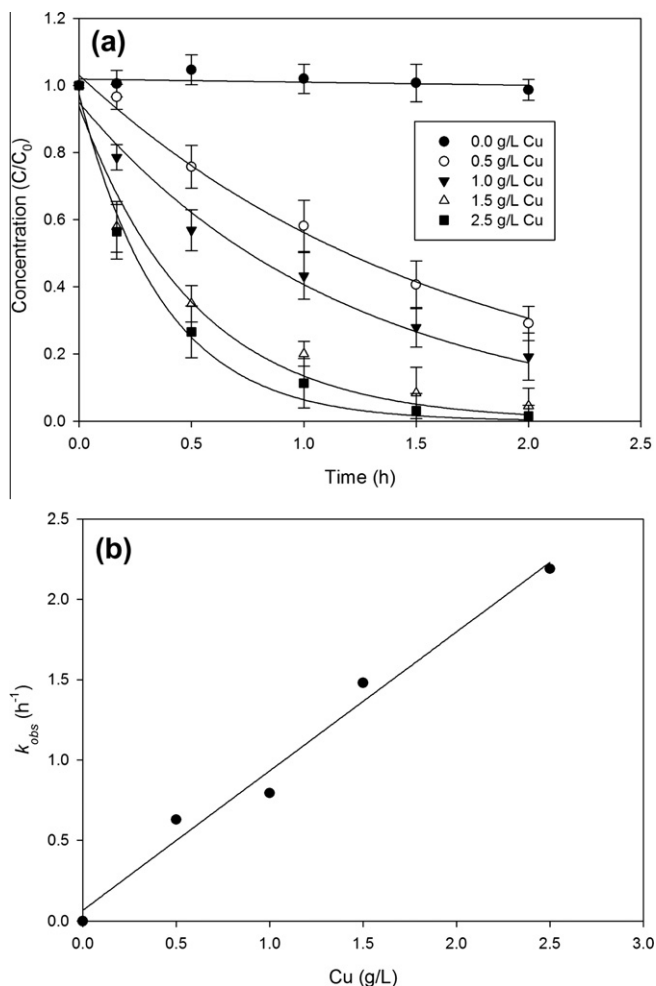 (a)
1.2
1.0
0.8
0.6
0.4
0.2
0.0
Concentration (C/C₀)
0.0 g/L Cu
0.5 g/L Cu
1.0 g/L Cu
1.5 g/L Cu
2.5 g/L Cu
0.0 0.5 1.0 1.5 2.0 2.5
Time (h)
(b)
2.5
2.0
1.5
1.0
0.5
0.0
k_obs (h⁻¹)
0.0 0.5 1.0 1.5 2.0 2.5 3.0
Cu (g/L)